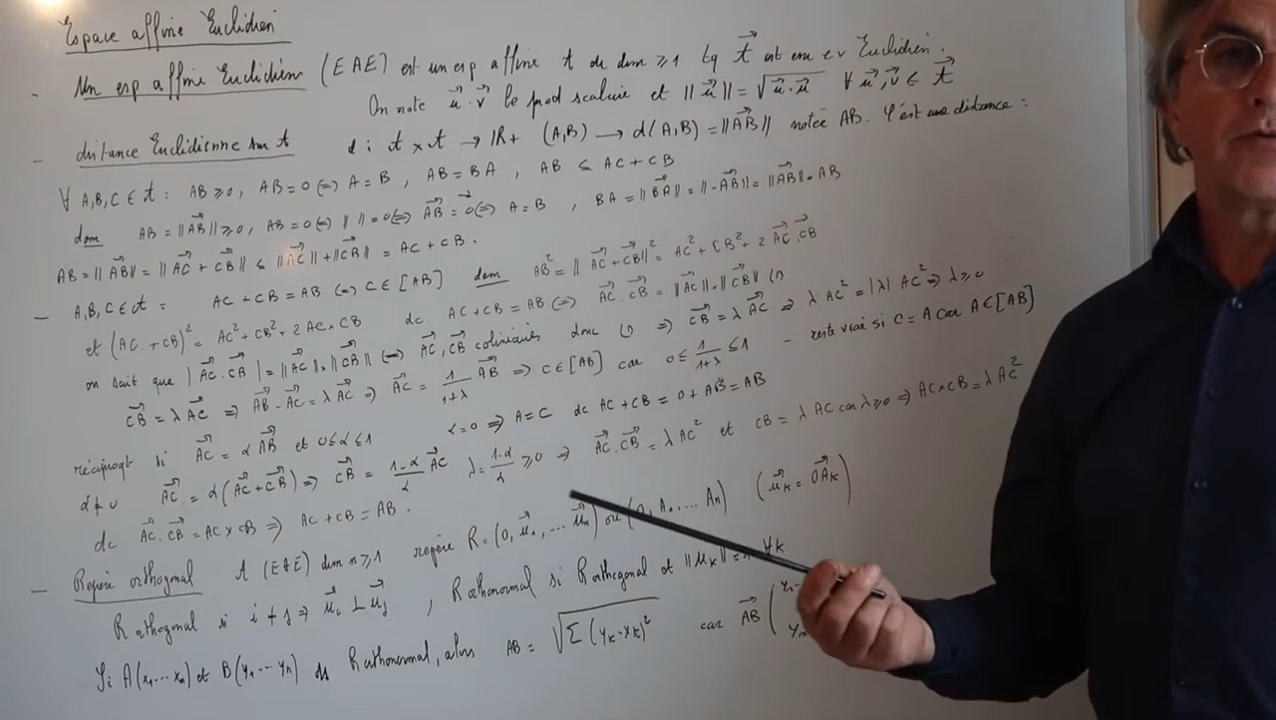 Espace affine Euclidien
- Un esp affine Euclidien (EAE) est un esp affine A de dim ≥ 1 tq A⃗ est un ev Euclidien.
On note u⃗.v⃗ le prod scalaire et ||u⃗|| = √(u⃗.u⃗) ∀ u⃗,v⃗ ∈ A⃗
- distance Euclidienne sur A d : A × A → IR+ (A,B) → d(A,B) = ||AB⃗|| notée AB. C'est une distance :
∀ A,B,C ∈ A : AB ≥ 0, AB = 0 (=) A = B, AB = BA, AB ≤ AC + CB
dem AB = ||AB⃗|| ≥ 0, AB = 0 (=) || || = 0 (=) AB⃗ = 0⃗ (=) A = B, BA = ||BA⃗|| = ||-AB⃗|| = ||AB⃗|| = AB
AB = ||AB⃗|| = ||AC⃗ + CB⃗|| ≤ ||AC⃗|| + ||CB⃗|| = AC + CB.
- A,B,C ∈ A : AC + CB = AB (=) C ∈ [AB] dem AB² = ||AC⃗ + CB⃗||² = AC² + CB² + 2 AC⃗.CB⃗
et (AC + CB)² = AC² + CB² + 2 AC × CB dc AC + CB = AB (=) AC⃗.CB⃗ = ||AC⃗|| × ||CB⃗|| (1)
on sait que |AC⃗.CB⃗| = ||AC⃗|| × ||CB⃗|| (=) AC⃗, CB⃗ colinéaires donc (1) ⇒ CB⃗ = λ AC⃗ ⇒ λ AC² = |λ| AC² ⇒ λ ≥ 0
CB⃗ = λ AC⃗ ⇒ AB⃗ - AC⃗ = λ AC⃗ ⇒ AC⃗ = 1/(1+λ) AB⃗ ⇒ C ∈ [AB] car 0 ≤ 1/(1+λ) ≤ 1 - reste vrai si C = A car A ∈ [AB]
réciproqt si AC⃗ = α AB⃗ et 0 ≤ α ≤ 1 α = 0 ⇒ A = C dc AC + CB = 0 + AB = AB
α ≠ 0 AC⃗ = α(AC⃗ + CB⃗) ⇒ CB⃗ = (1-α)/α AC⃗ λ = (1-α)/α ≥ 0 ⇒ AC⃗.CB⃗ = λ AC² et CB = λ AC car λ ≥ 0 ⇒ AC × CB = λ AC²
dc AC⃗.CB⃗ = AC × CB ⇒ AC + CB = AB.
- Repère orthogonal A (EAE) dim n ≥ 1 repère R = (0, u⃗₁, ... u⃗ₙ) ou (0, A₁ .... Aₙ) (u⃗ₖ = 0A⃗ₖ)
R orthogonal si i ≠ j ⇒ u⃗ᵢ ⊥ u⃗ⱼ, R orthonormal si R orthogonal et ||u⃗ₖ|| = ∀k
Si A(x₁ ... xₙ) et B(y₁ ... yₙ) ds R orthonormal, alors AB = √(Σ(yₖ - xₖ)²) car AB⃗ (y₁- yₙ